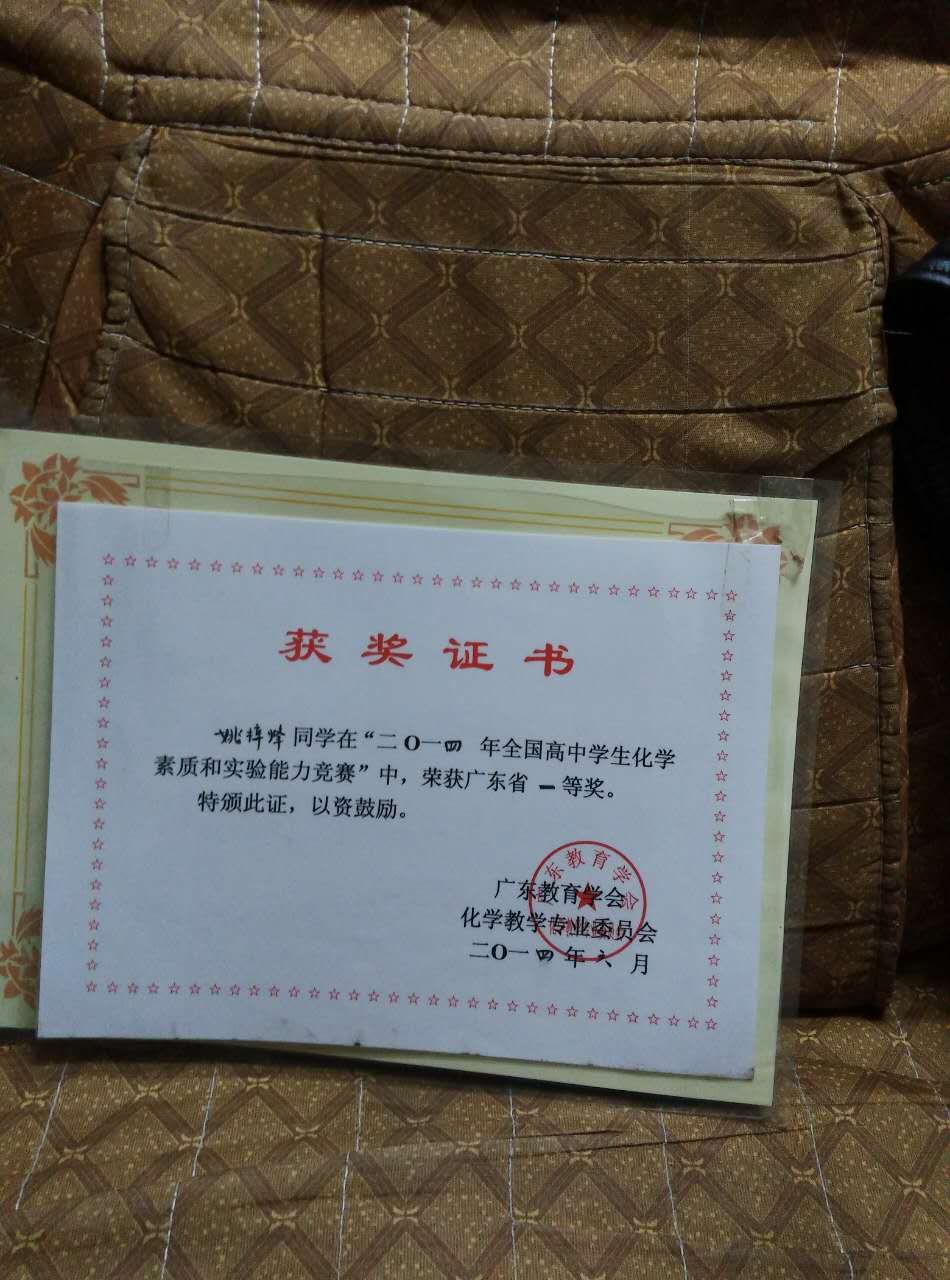 获奖证书
姚梓烽同学在“二〇一四 年全国高中学生化学
素质和实验能力竞赛”中，荣获广东省 一等奖。
特颁此证，以资鼓励。
广东教育学会
广东教育学会
化学教学专业委员会
二〇一四年六月